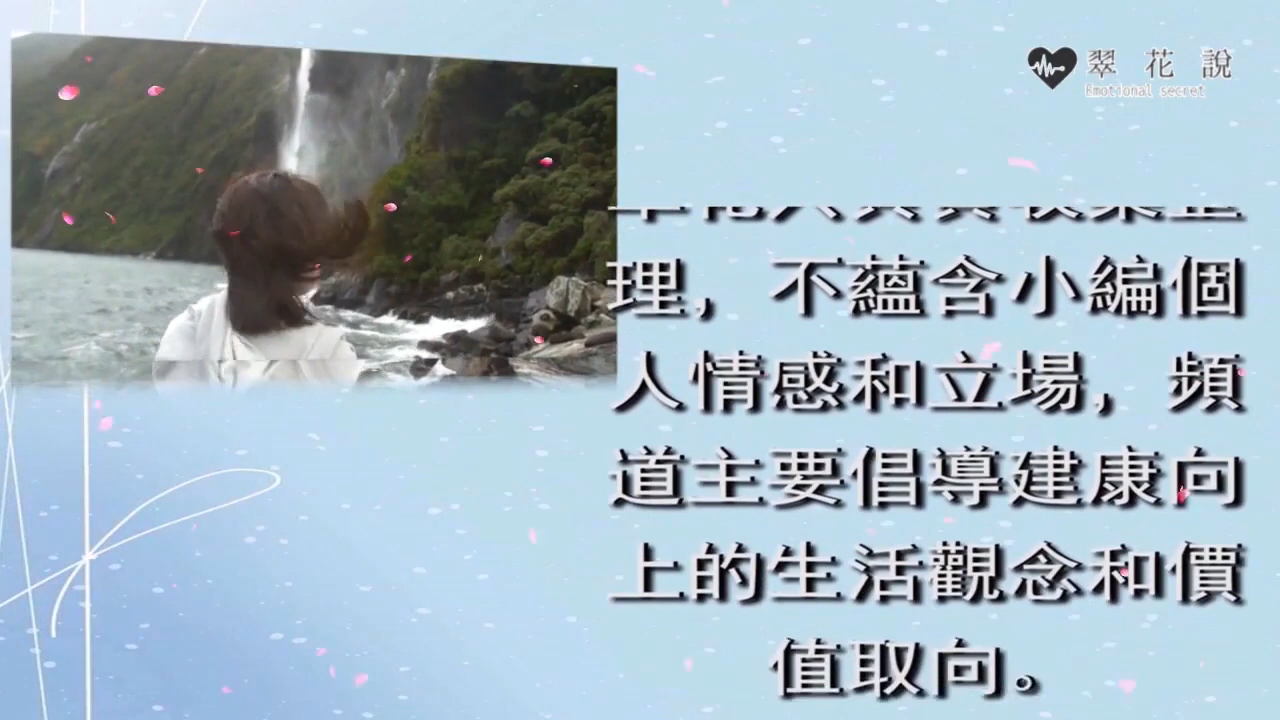 翠花說
Emotional secret
理，不蘊含小編個
人情感和立場，頻
道主要倡導建康向
上的生活觀念和價
值取向。